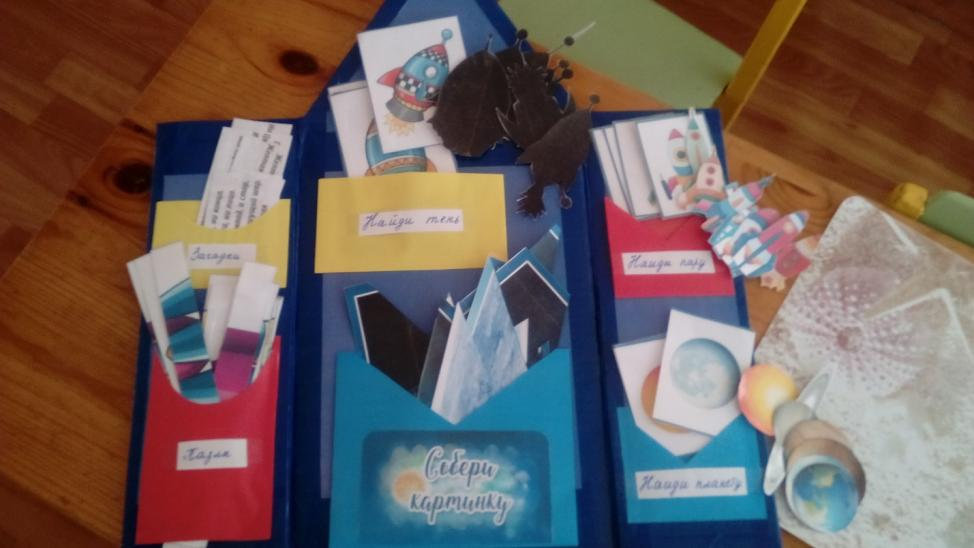 Загадки
Найди тень
Найди пару
Пазлы
Собери
картинку
Найди планету